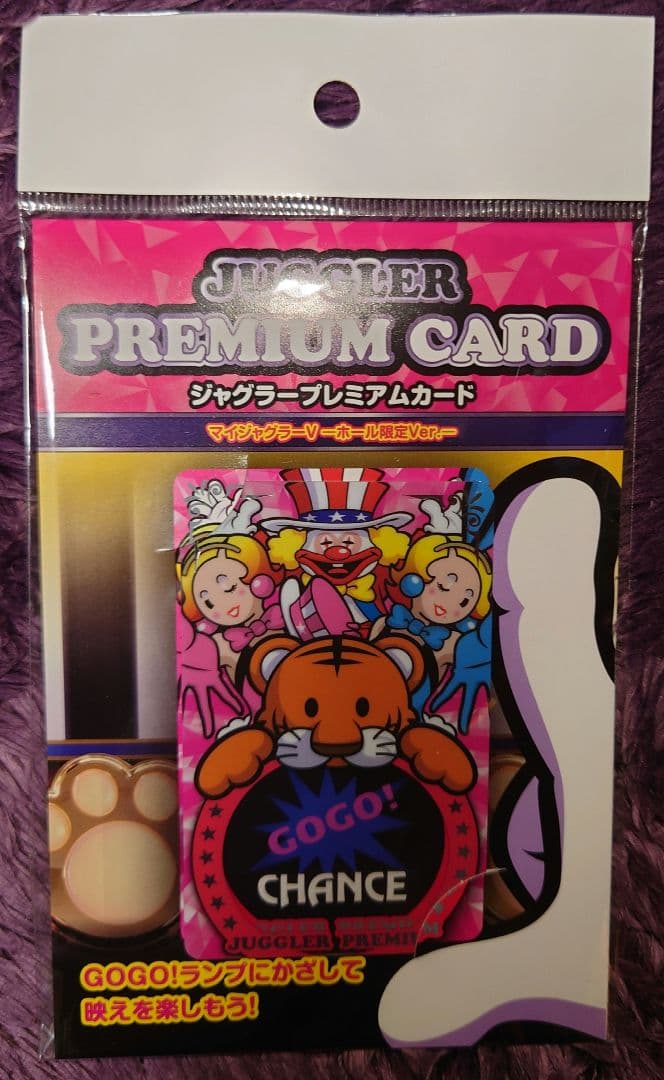 JUGGLER
PREMIUM CARD
ジャグラープレミアムカード
マイジャグラーV ーホール限定Ver.ー
GOGO!
CHANCE
JUGGLER PREMIUM
GOGO!ランプにかざして
映えを楽しもう!